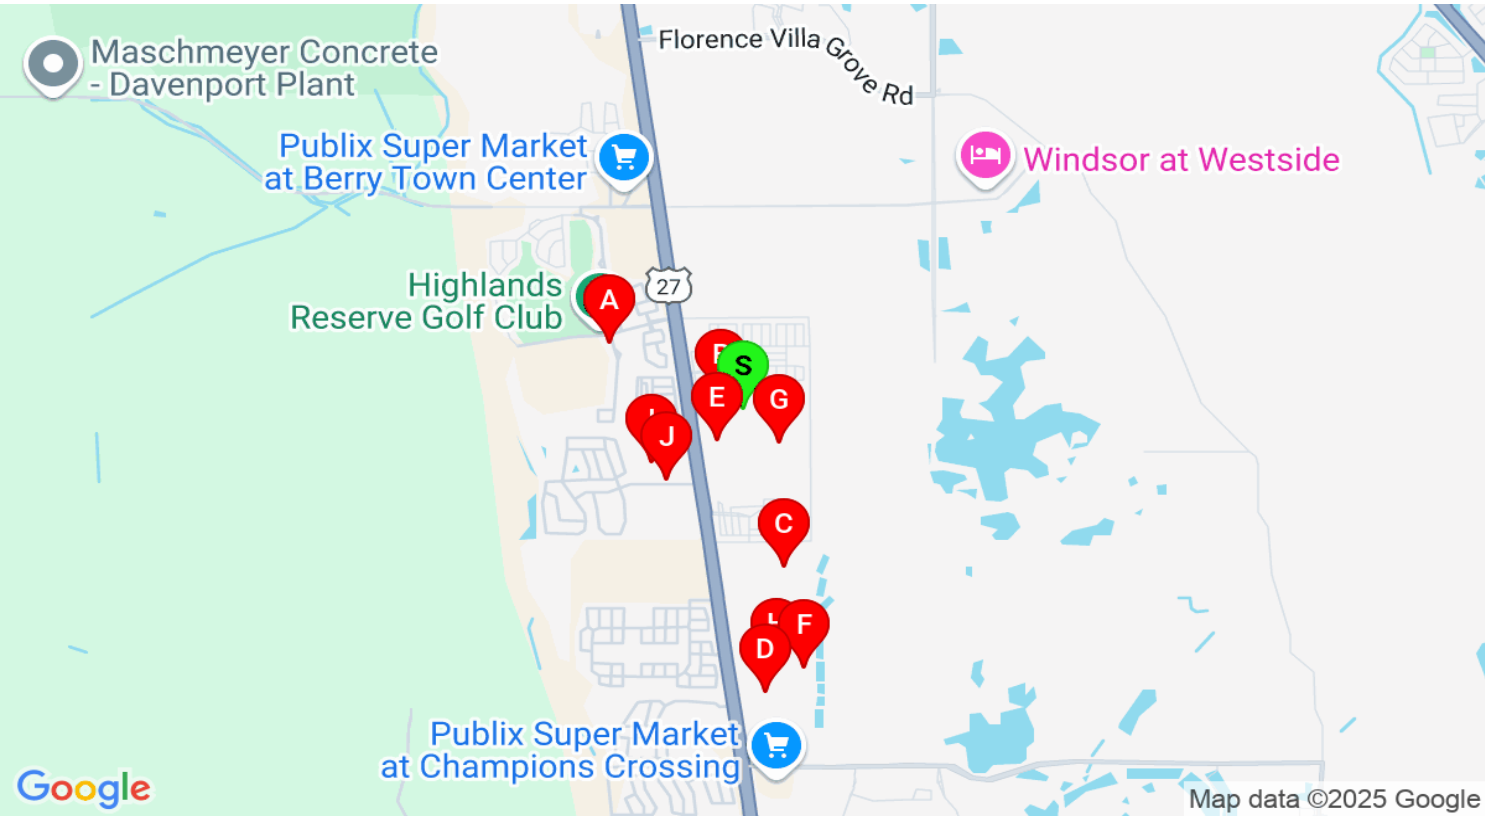 Maschmeyer Concrete
- Davenport Plant
Florence Villa Grove Rd
Publix Super Market
at Berry Town Center
Windsor at Westside
Highlands
Reserve Golf Club
27
A
S
E
G
J
C
F
D
Publix Super Market
at Champions Crossing
Google
Map data ©2025 Google